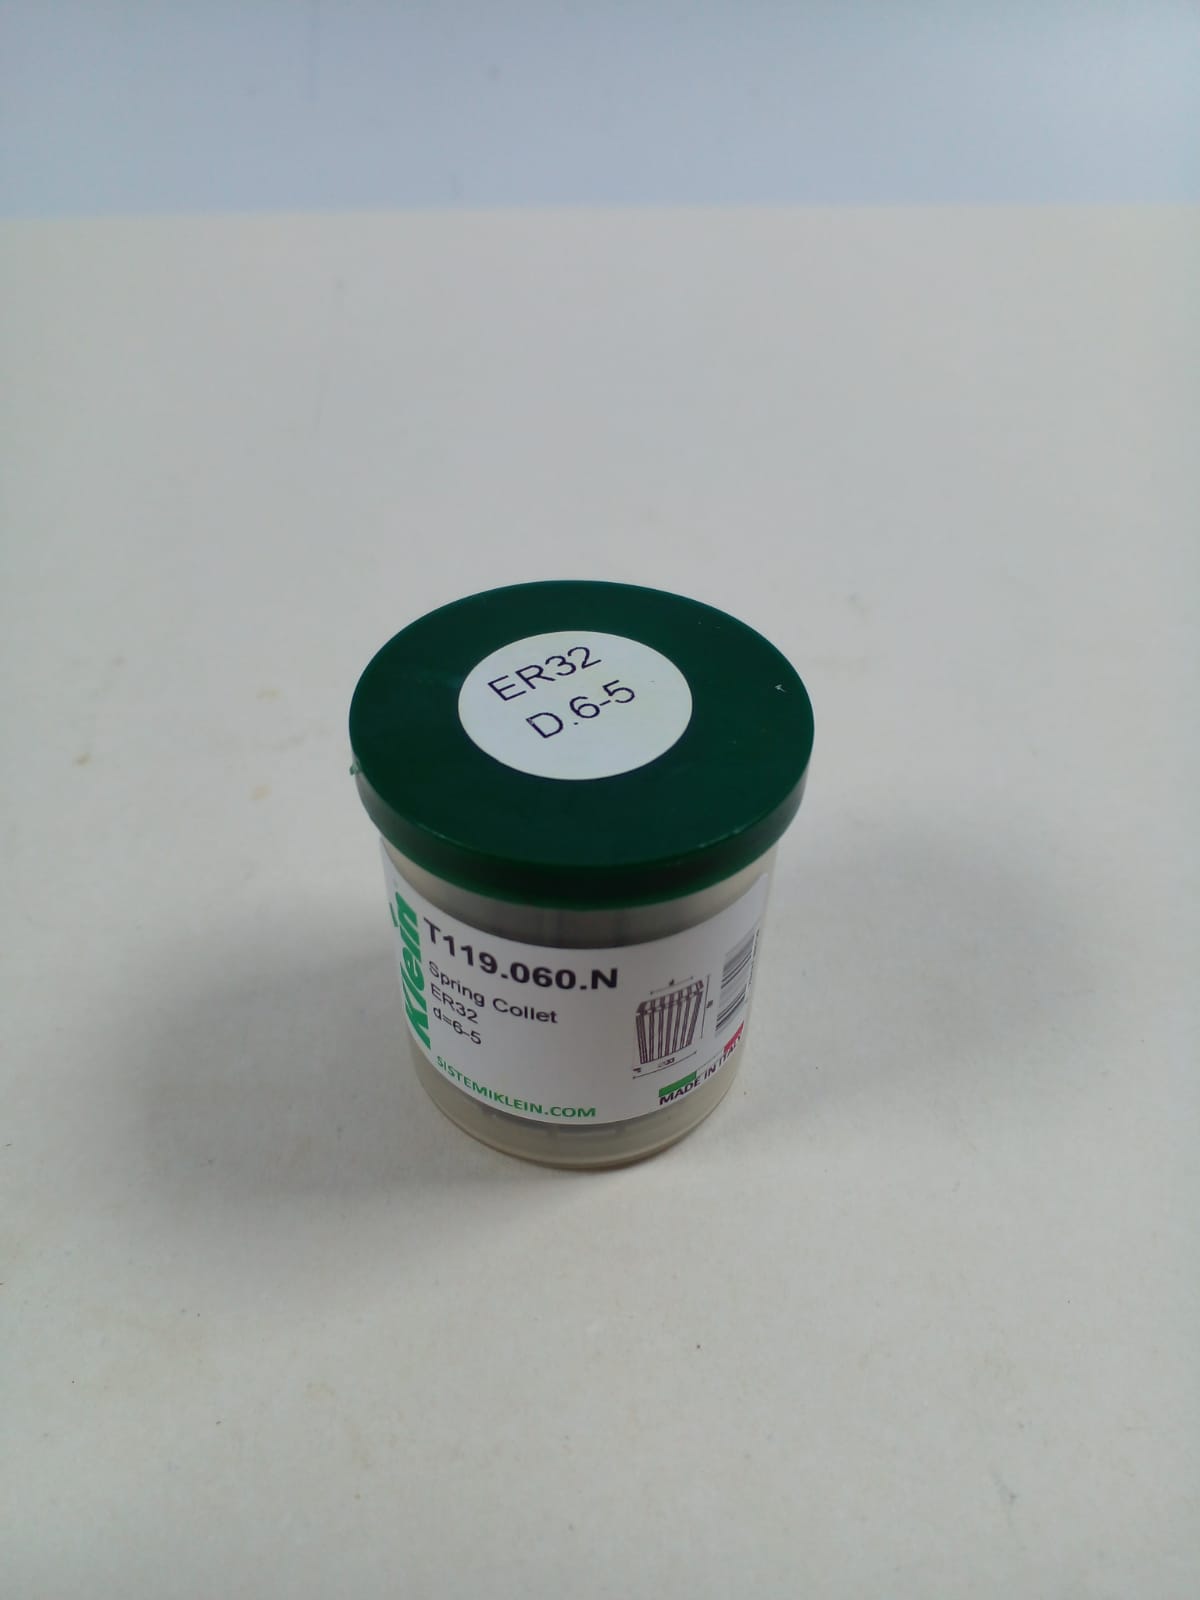 ER32
D.6-5
Klein
T119.060.N
Spring Collet
ER32
d=6-5
SISTEMIKLEIN.COM
MADE IN ITALY